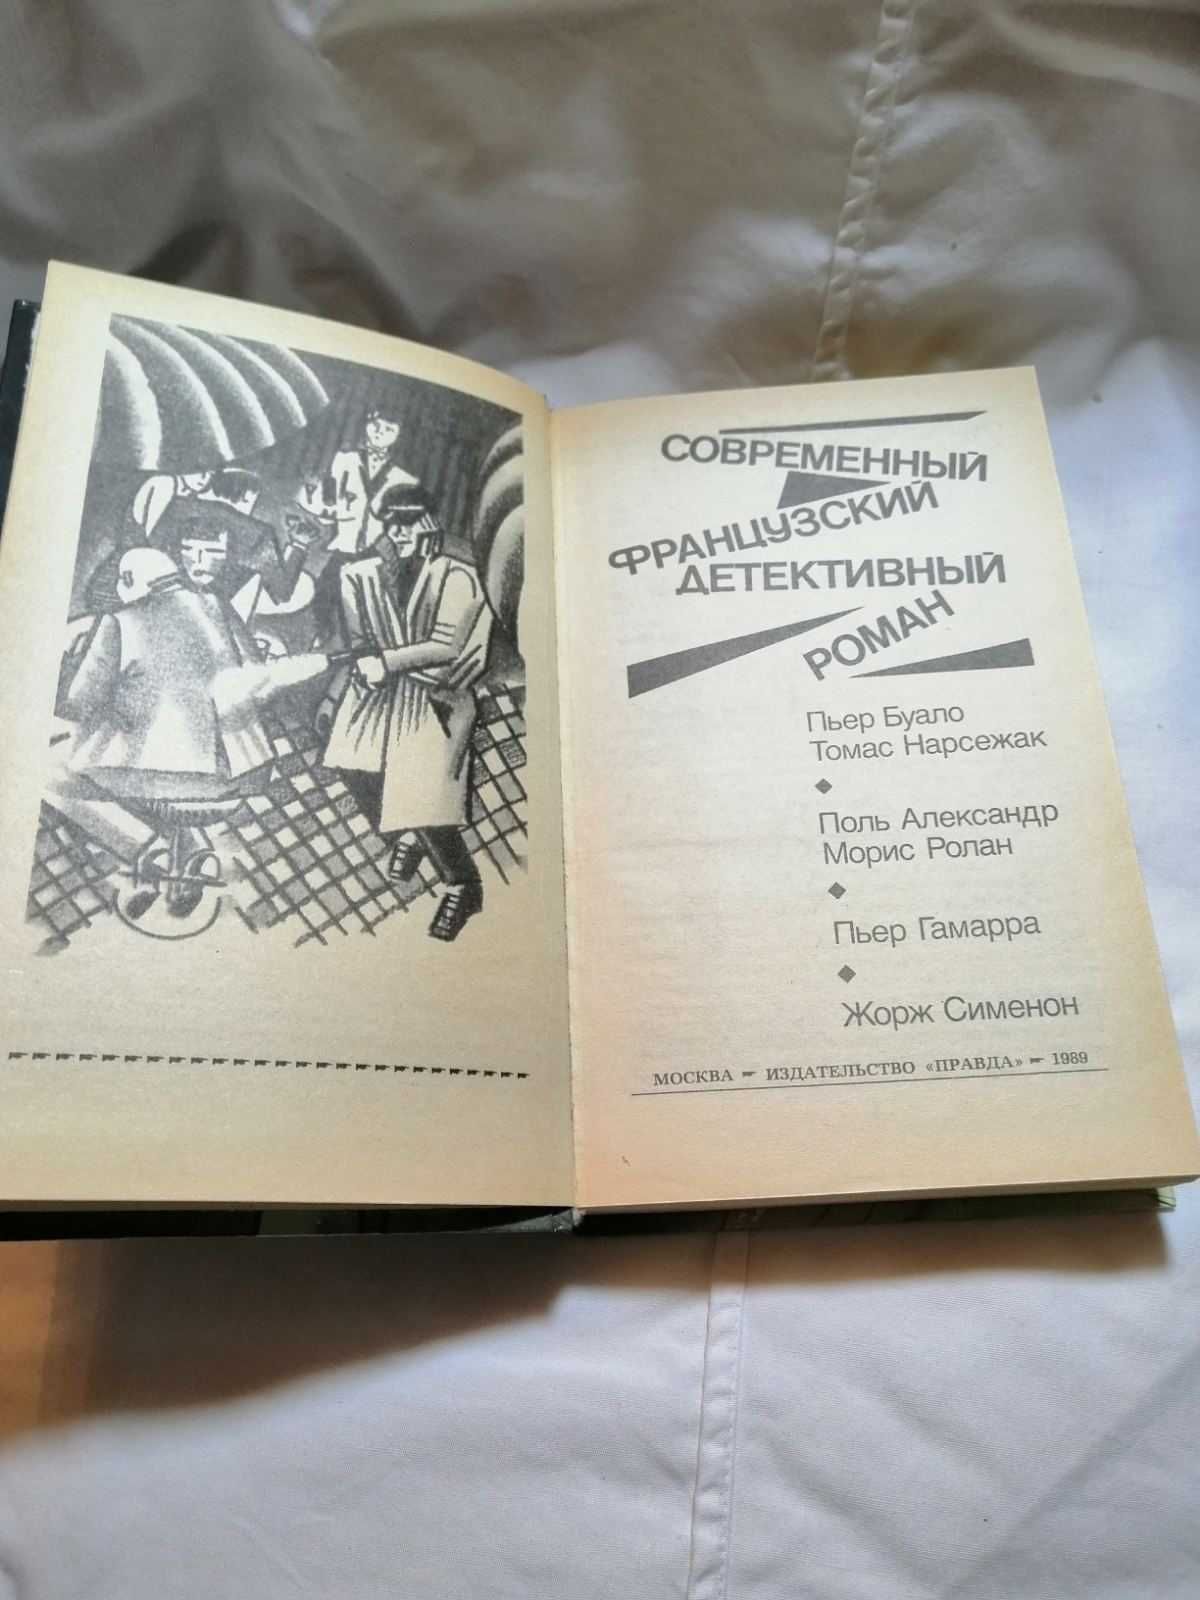 СОВРЕМЕННЫЙ
ФРАНЦУЗСКИЙ
ДЕТЕКТИВНЫЙ
РОМАН
Пьер Буало
Томас Нарсежак
Поль Александр
Морис Ролан
Пьер Гамарра
Жорж Сименон
МОСКВА ИЗДАТЕЛЬСТВО «ПРАВДА» 1989